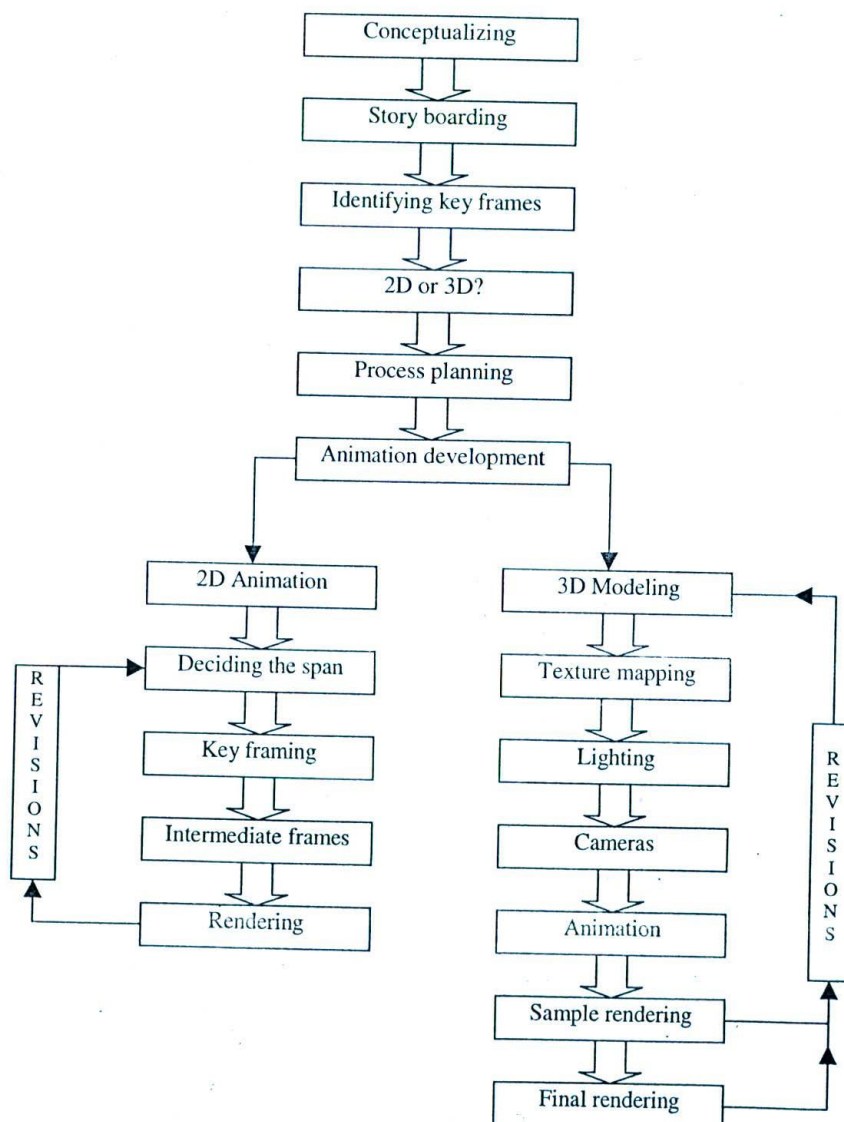 Conceptualizing
Story boarding
Identifying key frames
2D or 3D?
Process planning
Animation development
2D Animation
Deciding the span
Key framing
Intermediate frames
Rendering
REVISIONS
3D Modeling
Texture mapping
Lighting
Cameras
Animation
Sample rendering
Final rendering
REVISIONS